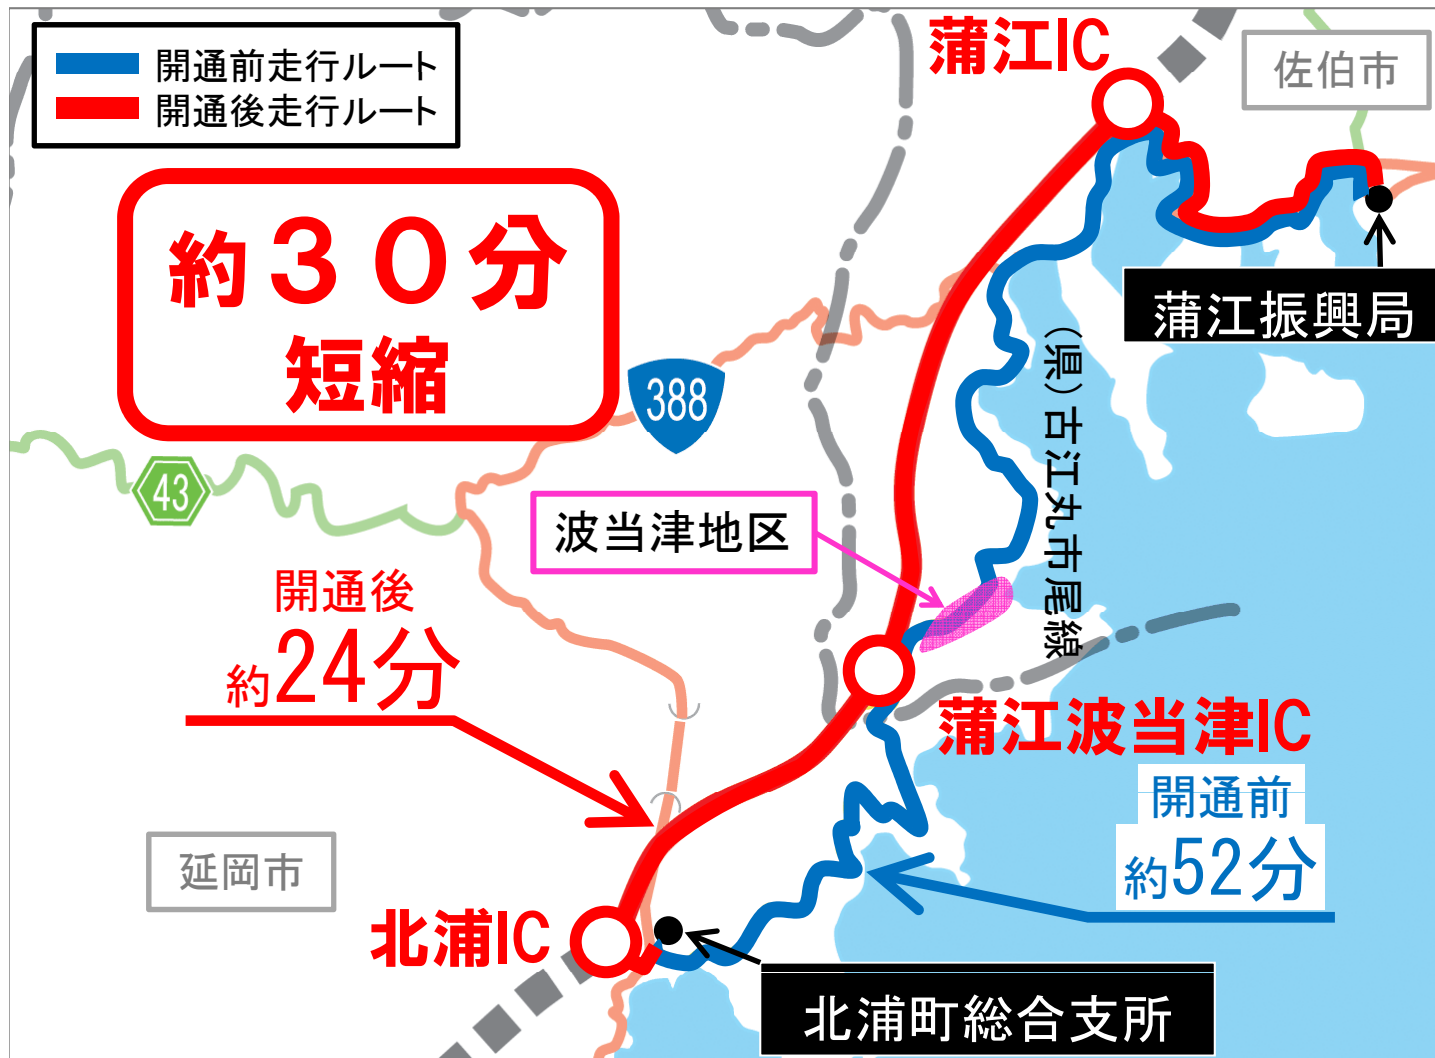 開通前走行ルート
開通後走行ルート
蒲江IC
佐伯市
約３０分
短縮
蒲江振興局
388
（県）古江丸市尾線
43
波当津地区
開通後
約24分
蒲江波当津IC
開通前
約52分
延岡市
北浦IC
北浦町総合支所